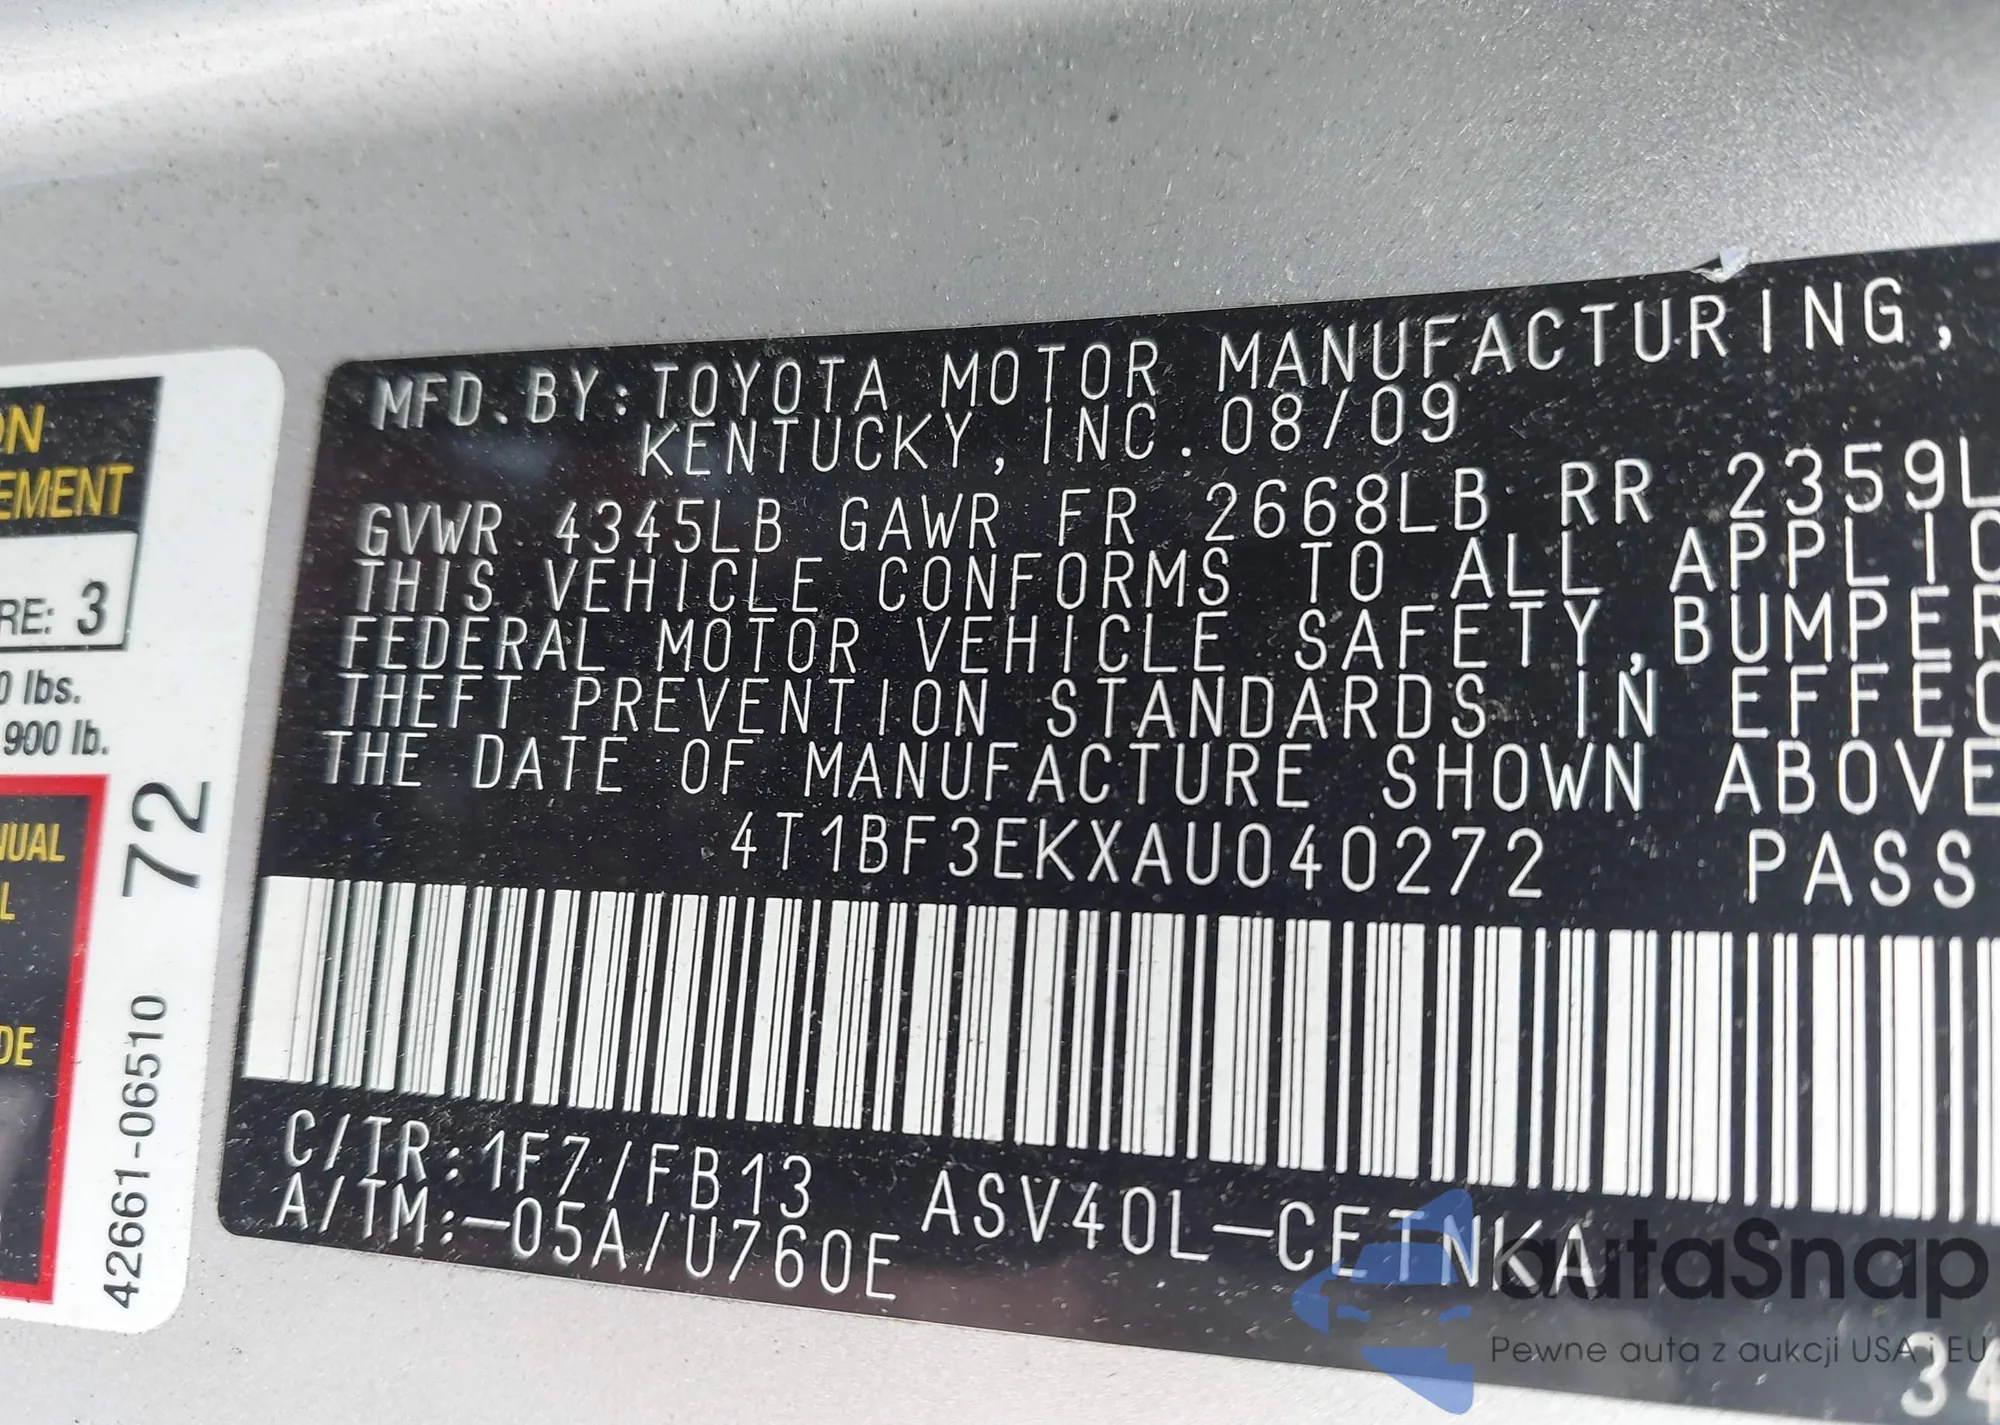 ON
EMENT
RE: 3
0 lbs.
900 lb.
NUAL
L
DE
72
42661-06510
MFD. BY: TOYOTA MOTOR MANUFACTURING,
KENTUCKY, INC. 08/09
GVWR 4345LB GAWR FR 2668LB RR 2359L
THIS VEHICLE CONFORMS TO ALL APPLIC
FEDERAL MOTOR VEHICLE SAFETY, BUMPER
THEFT PREVENTION STANDARDS IN EFFEC
THE DATE OF MANUFACTURE SHOWN ABOVE
4T1BF3EKXAU040272 PASS
C/TR: 1F7/FB13 ASV40L-CETNKA
A/TM: -05A/U760E
34
autaSnap
Pewne auta z aukcji USA i EU